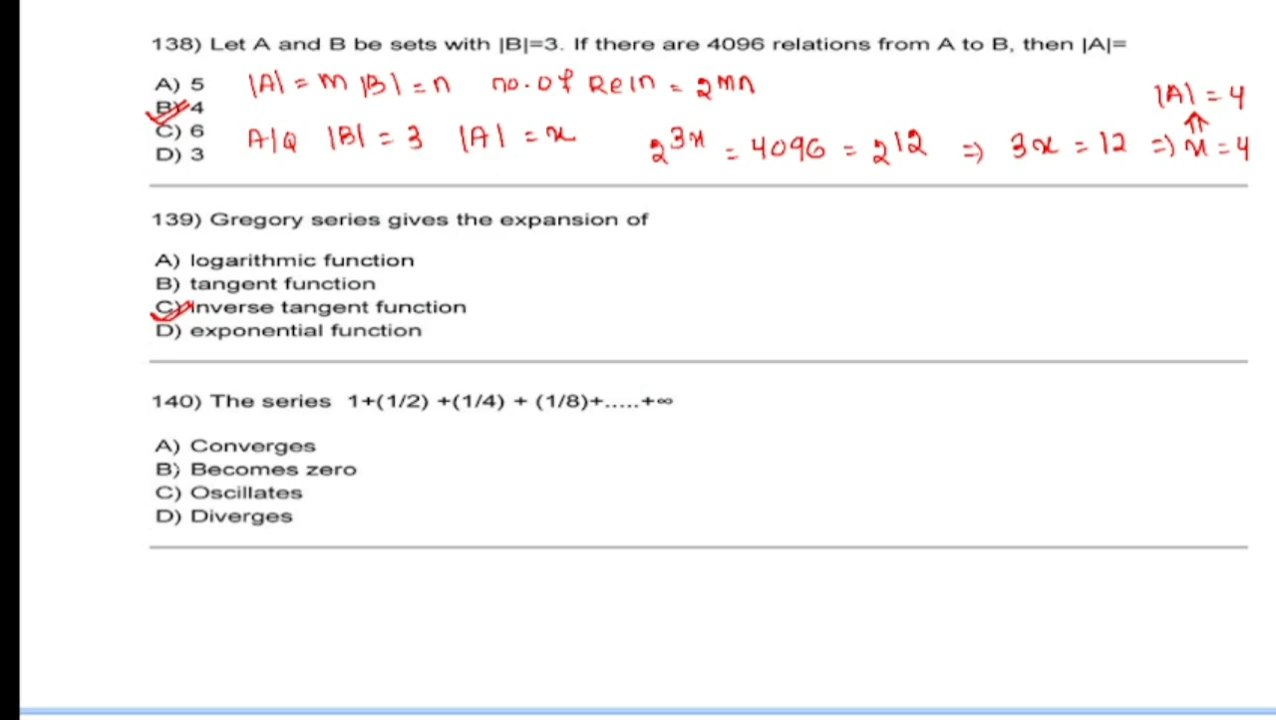 138) Let A and B be sets with |B|=3. If there are 4096 relations from A to B, then |A|=
A) 5
B) 4
C) 6
D) 3
|A| = m |B| = n no. of Reln = 2^mn
A|Q |B| = 3 |A| = x
2^3x = 4096 = 2^12 ⇒ 3x = 12 ⇒ x = 4
⇑
|A| = 4
139) Gregory series gives the expansion of
A) logarithmic function
B) tangent function
C) inverse tangent function
D) exponential function
140) The series 1+(1/2) +(1/4) + (1/8)+.....+∞
A) Converges
B) Becomes zero
C) Oscillates
D) Diverges